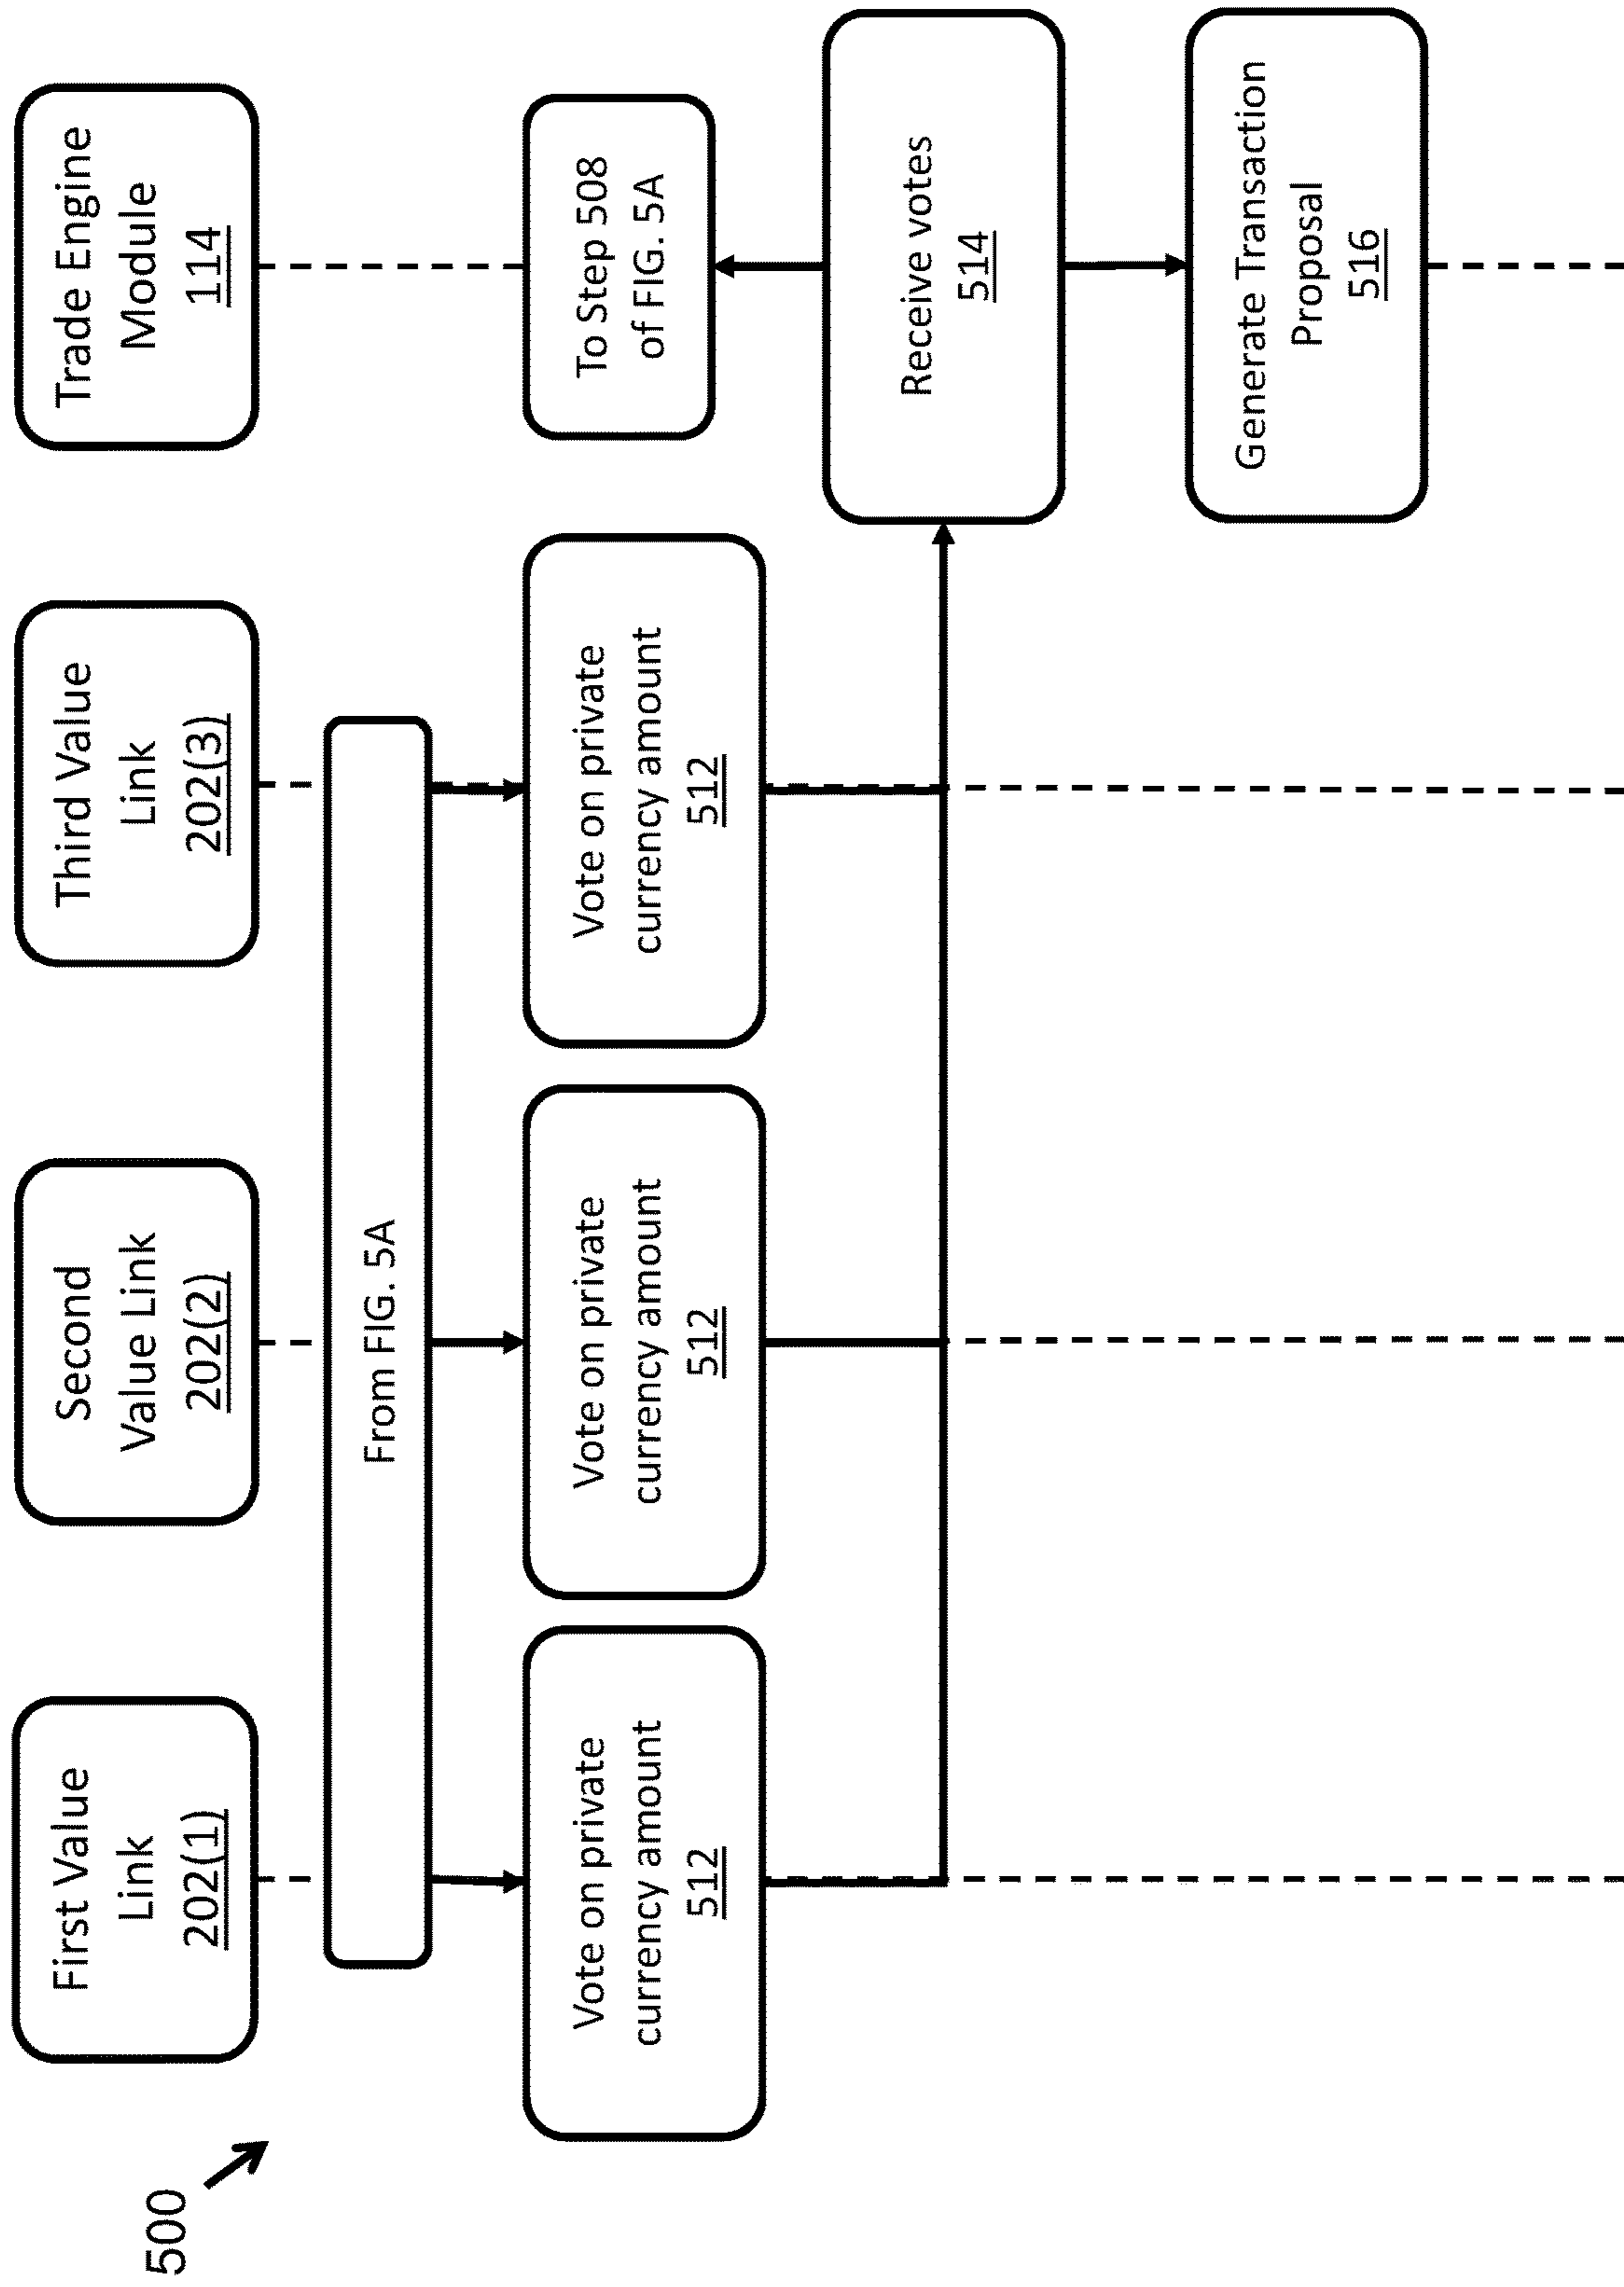 500
First Value
Link
202(1)
Second
Value Link
202(2)
Third Value
Link
202(3)
Trade Engine
Module
114
From FIG. 5A
To Step 508
of FIG. 5A
Vote on private
currency amount
512
Vote on private
currency amount
512
Vote on private
currency amount
512
Receive votes
514
Generate Transaction
Proposal
516